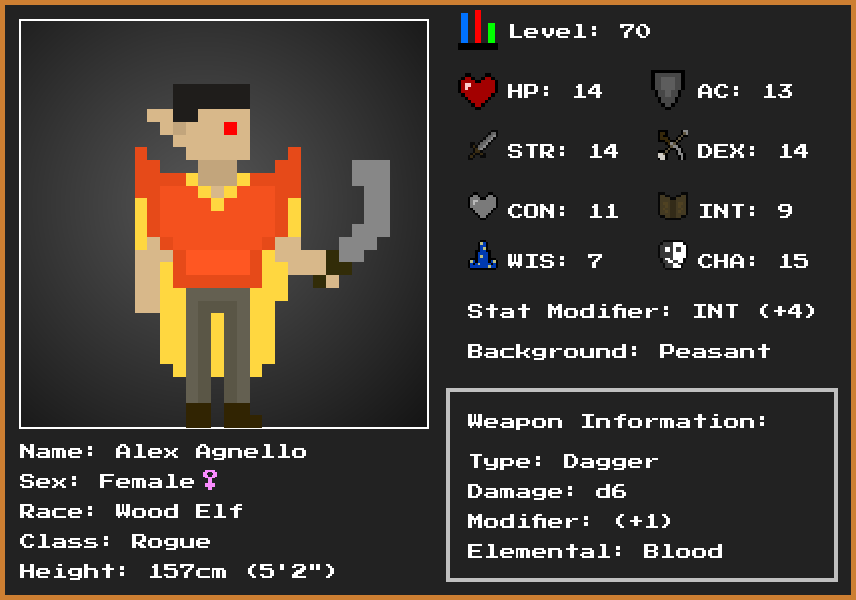 Level: 70
HP: 14 AC: 13
STR: 14 DEX: 14
CON: 11 INT: 9
WIS: 7 CHA: 15
Stat Modifier: INT (+4)
Background: Peasant
Weapon Information:
Type: Dagger
Damage: d6
Modifier: (+1)
Elemental: Blood
Name: Alex Agnello
Sex: Female♀
Race: Wood Elf
Class: Rogue
Height: 157cm (5'2")